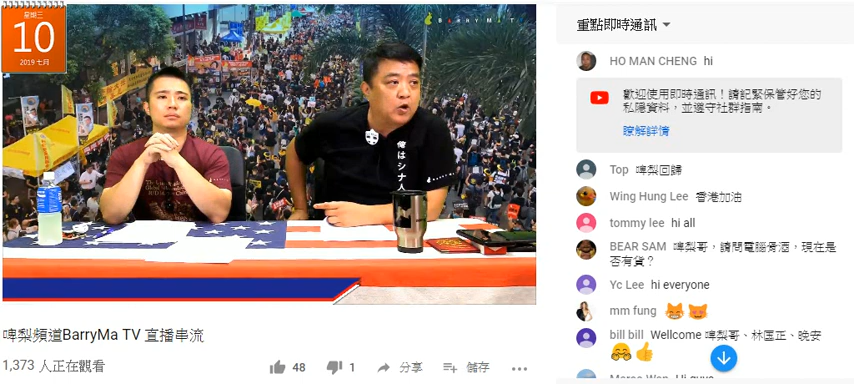 星期三
10
2019 七月
BARRYMA TV
俺はシナ人
啤梨頻道BarryMa TV 直播串流
1,373 人正在觀看
48
1
分享
儲存
重點即時通訊
HO MAN CHENG hi
歡迎使用即時通訊！請記緊保管好您的
私隱資料，並遵守社群指南。
瞭解詳情
Top 啤梨回歸
Wing Hung Lee 香港加油
tommy lee hi all
BEAR SAM 啤梨哥，請問電腦骨酒，現在是
否有貨？
Yc Lee hi everyone
mm fung
bill bill Wellcome 啤梨哥、林匡正、晚安